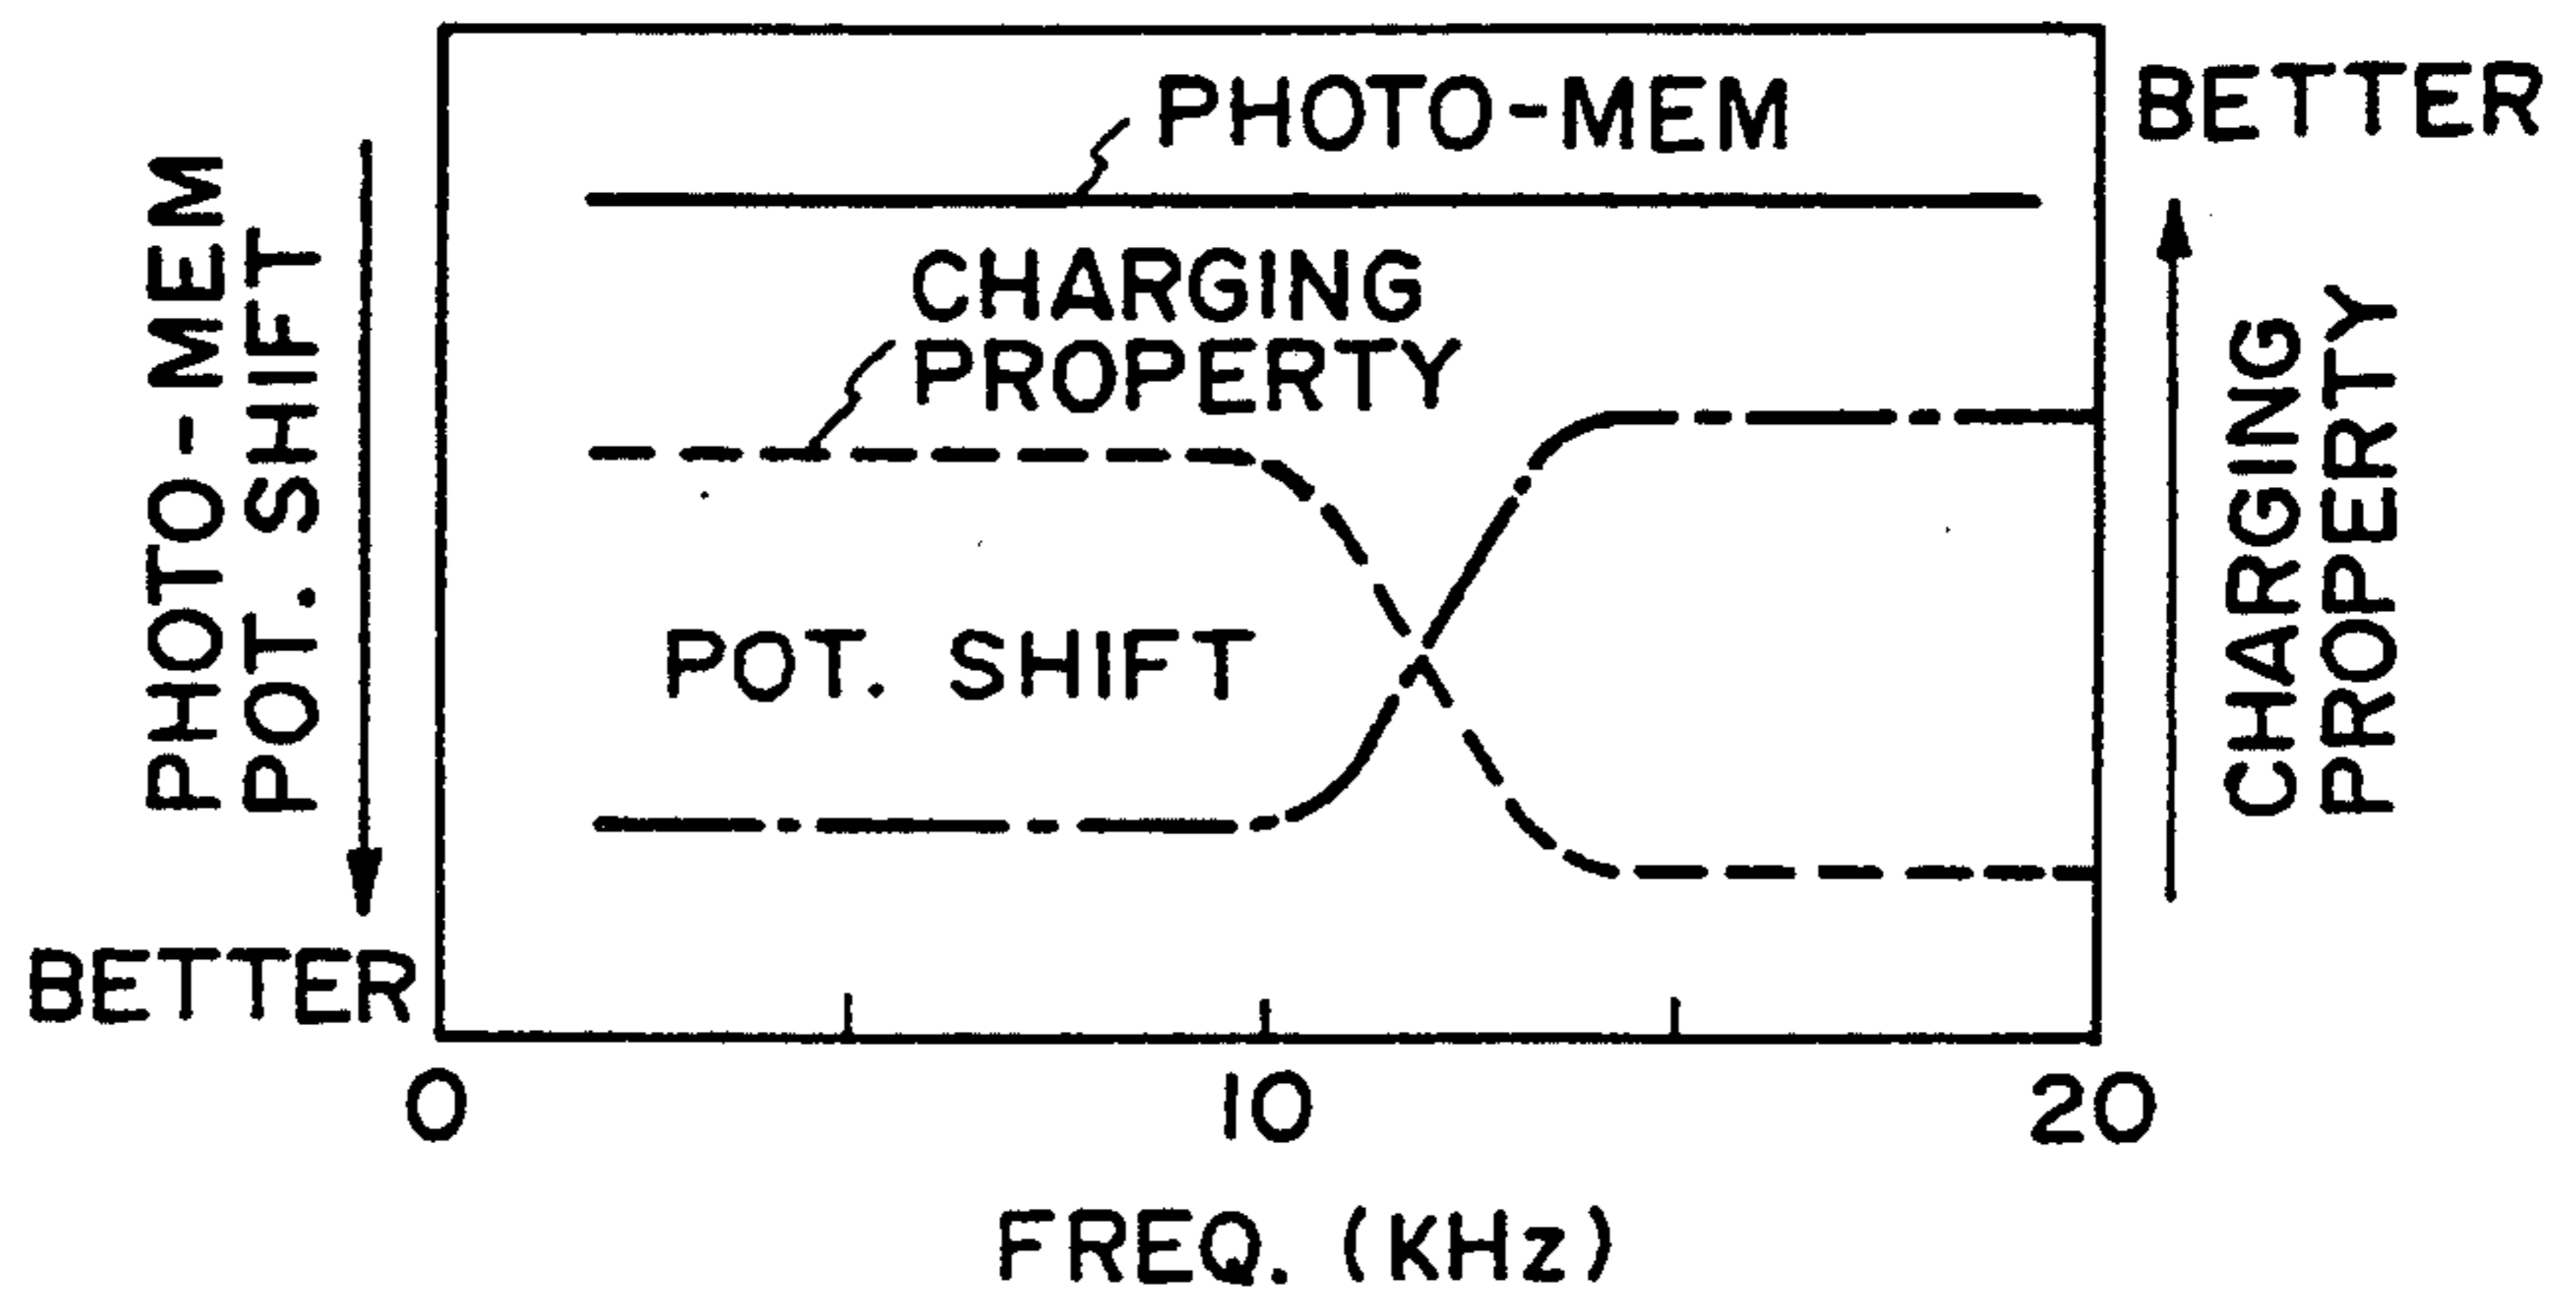 PHOTO-MEM
POT. SHIFT
BETTER
PHOTO-MEM
CHARGING
PROPERTY
POT. SHIFT
BETTER
CHARGING
PROPERTY
0 10 20
FREQ. (KHz)